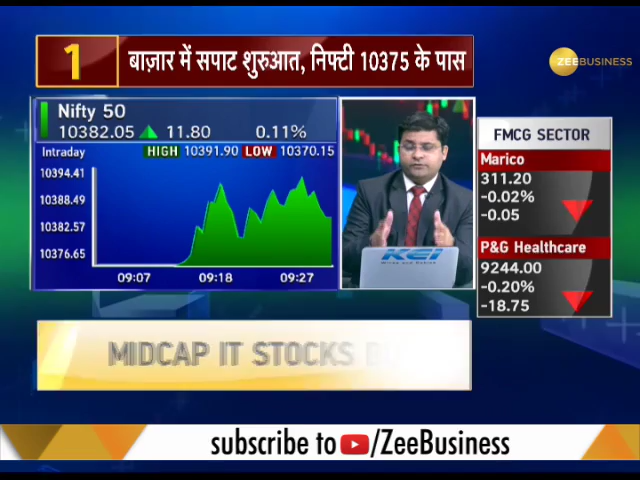 1
बाज़ार में सपाट शुरुआत, निफ्टी 10375 के पास
ZEEBUSINESS
Nifty 50
10382.05 11.80 0.11%
Intraday HIGH 10391.90 LOW 10370.15
10394.41
10388.49
10382.57
10376.65
09:07 09:18 09:27
KEI
Wires and Cables
FMCG SECTOR
Marico
311.20
-0.02%
-0.05
P&G Healthcare
9244.00
-0.20%
-18.75
MIDCAP IT STOCKS
subscribe to /ZeeBusiness